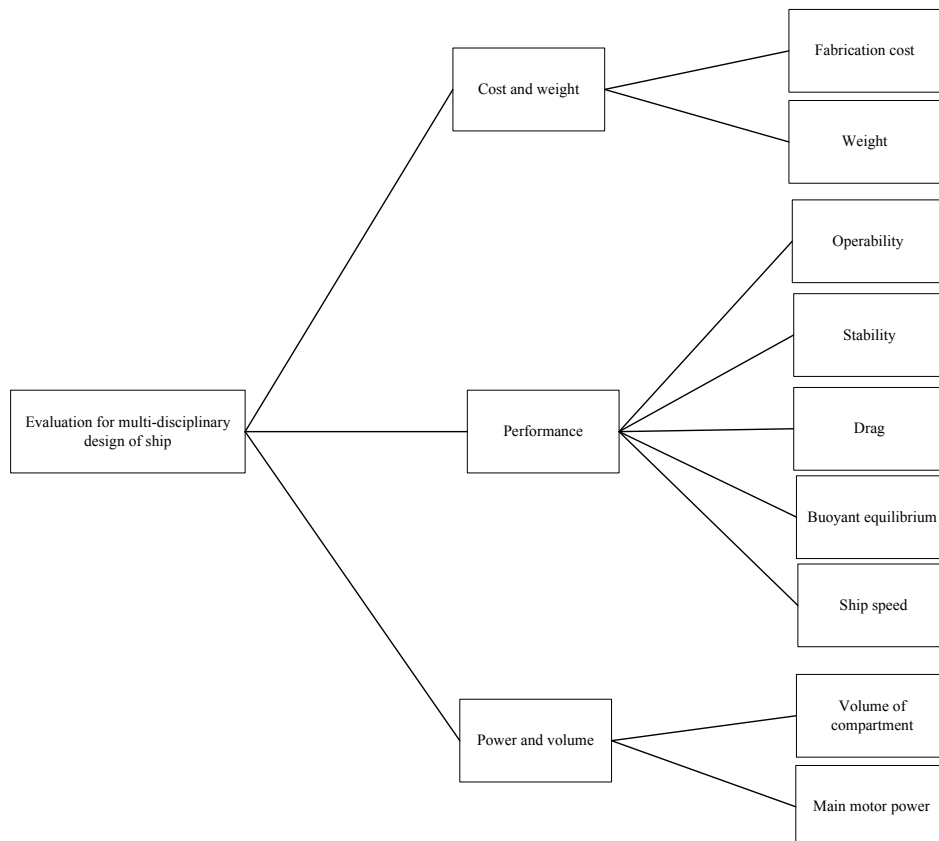 Fabrication cost
Cost and weight
Weight
Operability
Stability
Evaluation for multi-disciplinary
design of ship
Performance
Drag
Buoyant equilibrium
Ship speed
Volume of
compartment
Power and volume
Main motor power